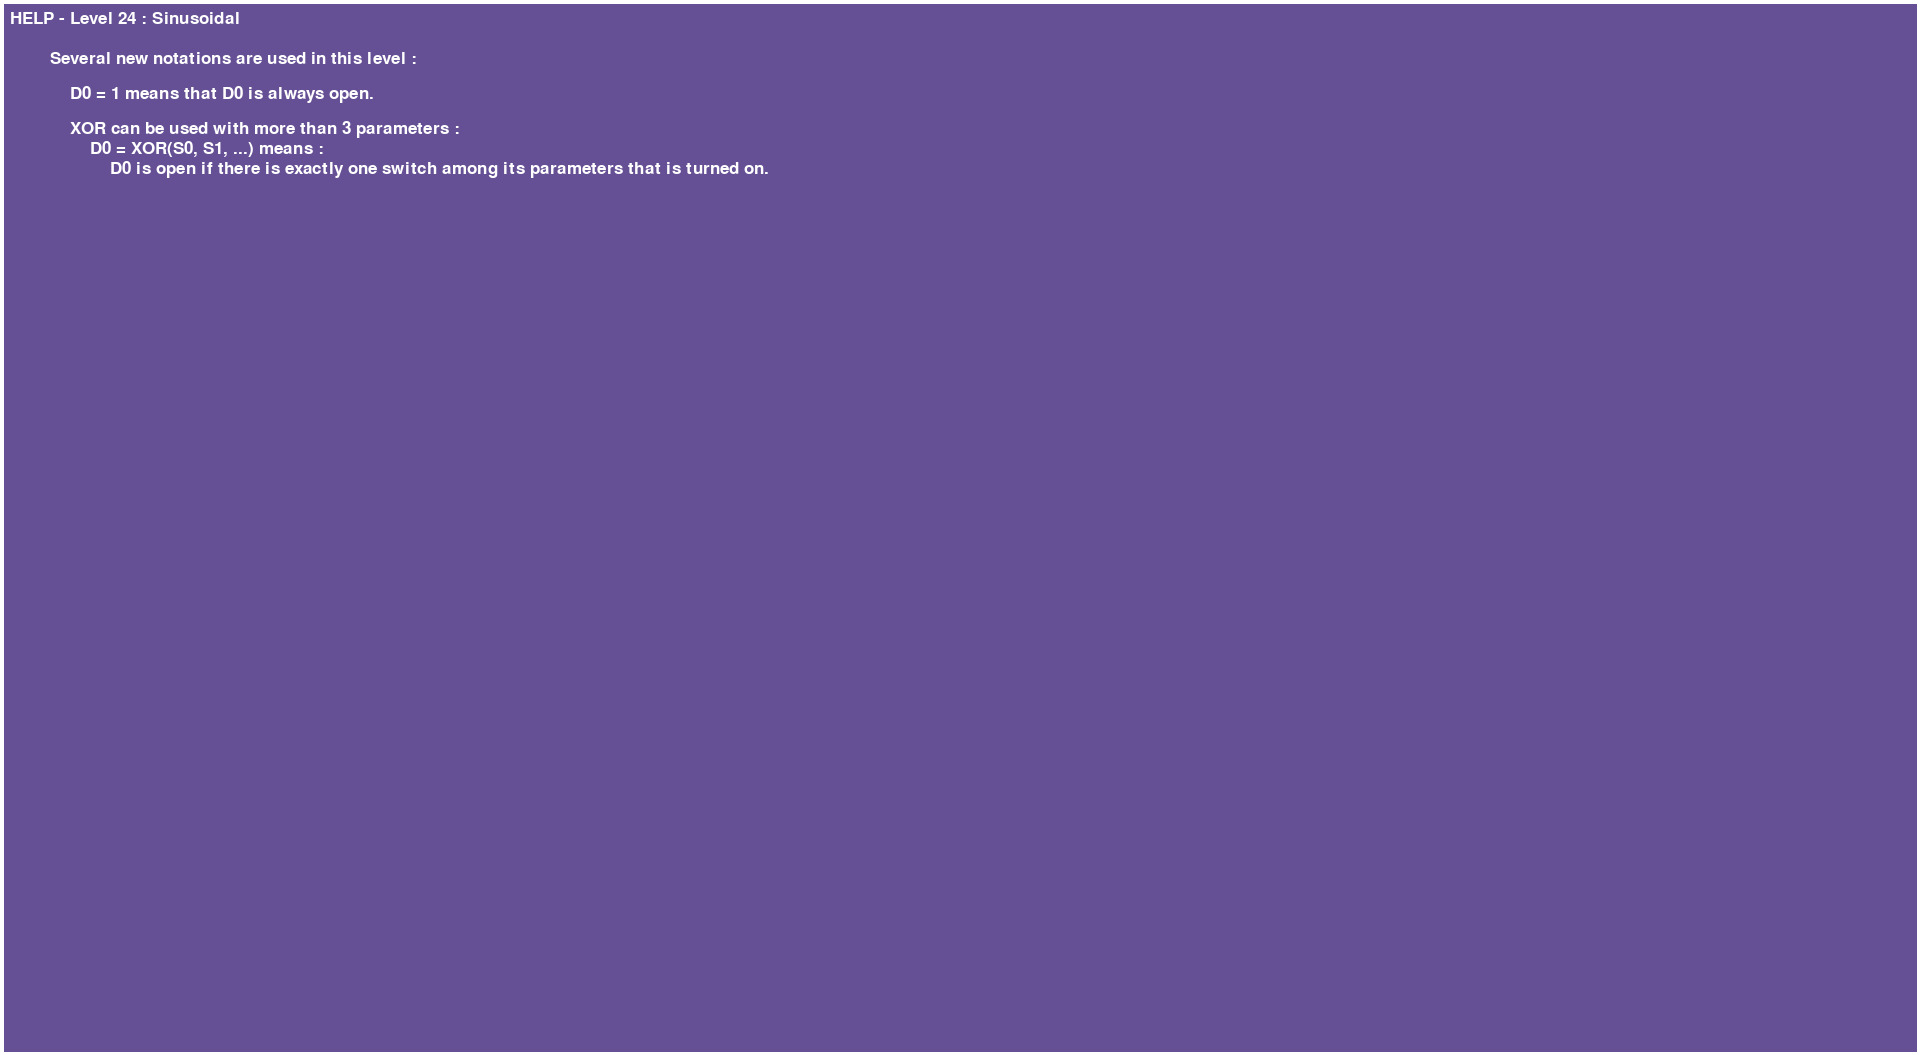 HELP - Level 24 : Sinusoidal
Several new notations are used in this level :
D0 = 1 means that D0 is always open.
XOR can be used with more than 3 parameters :
D0 = XOR(S0, S1, ...) means :
D0 is open if there is exactly one switch among its parameters that is turned on.